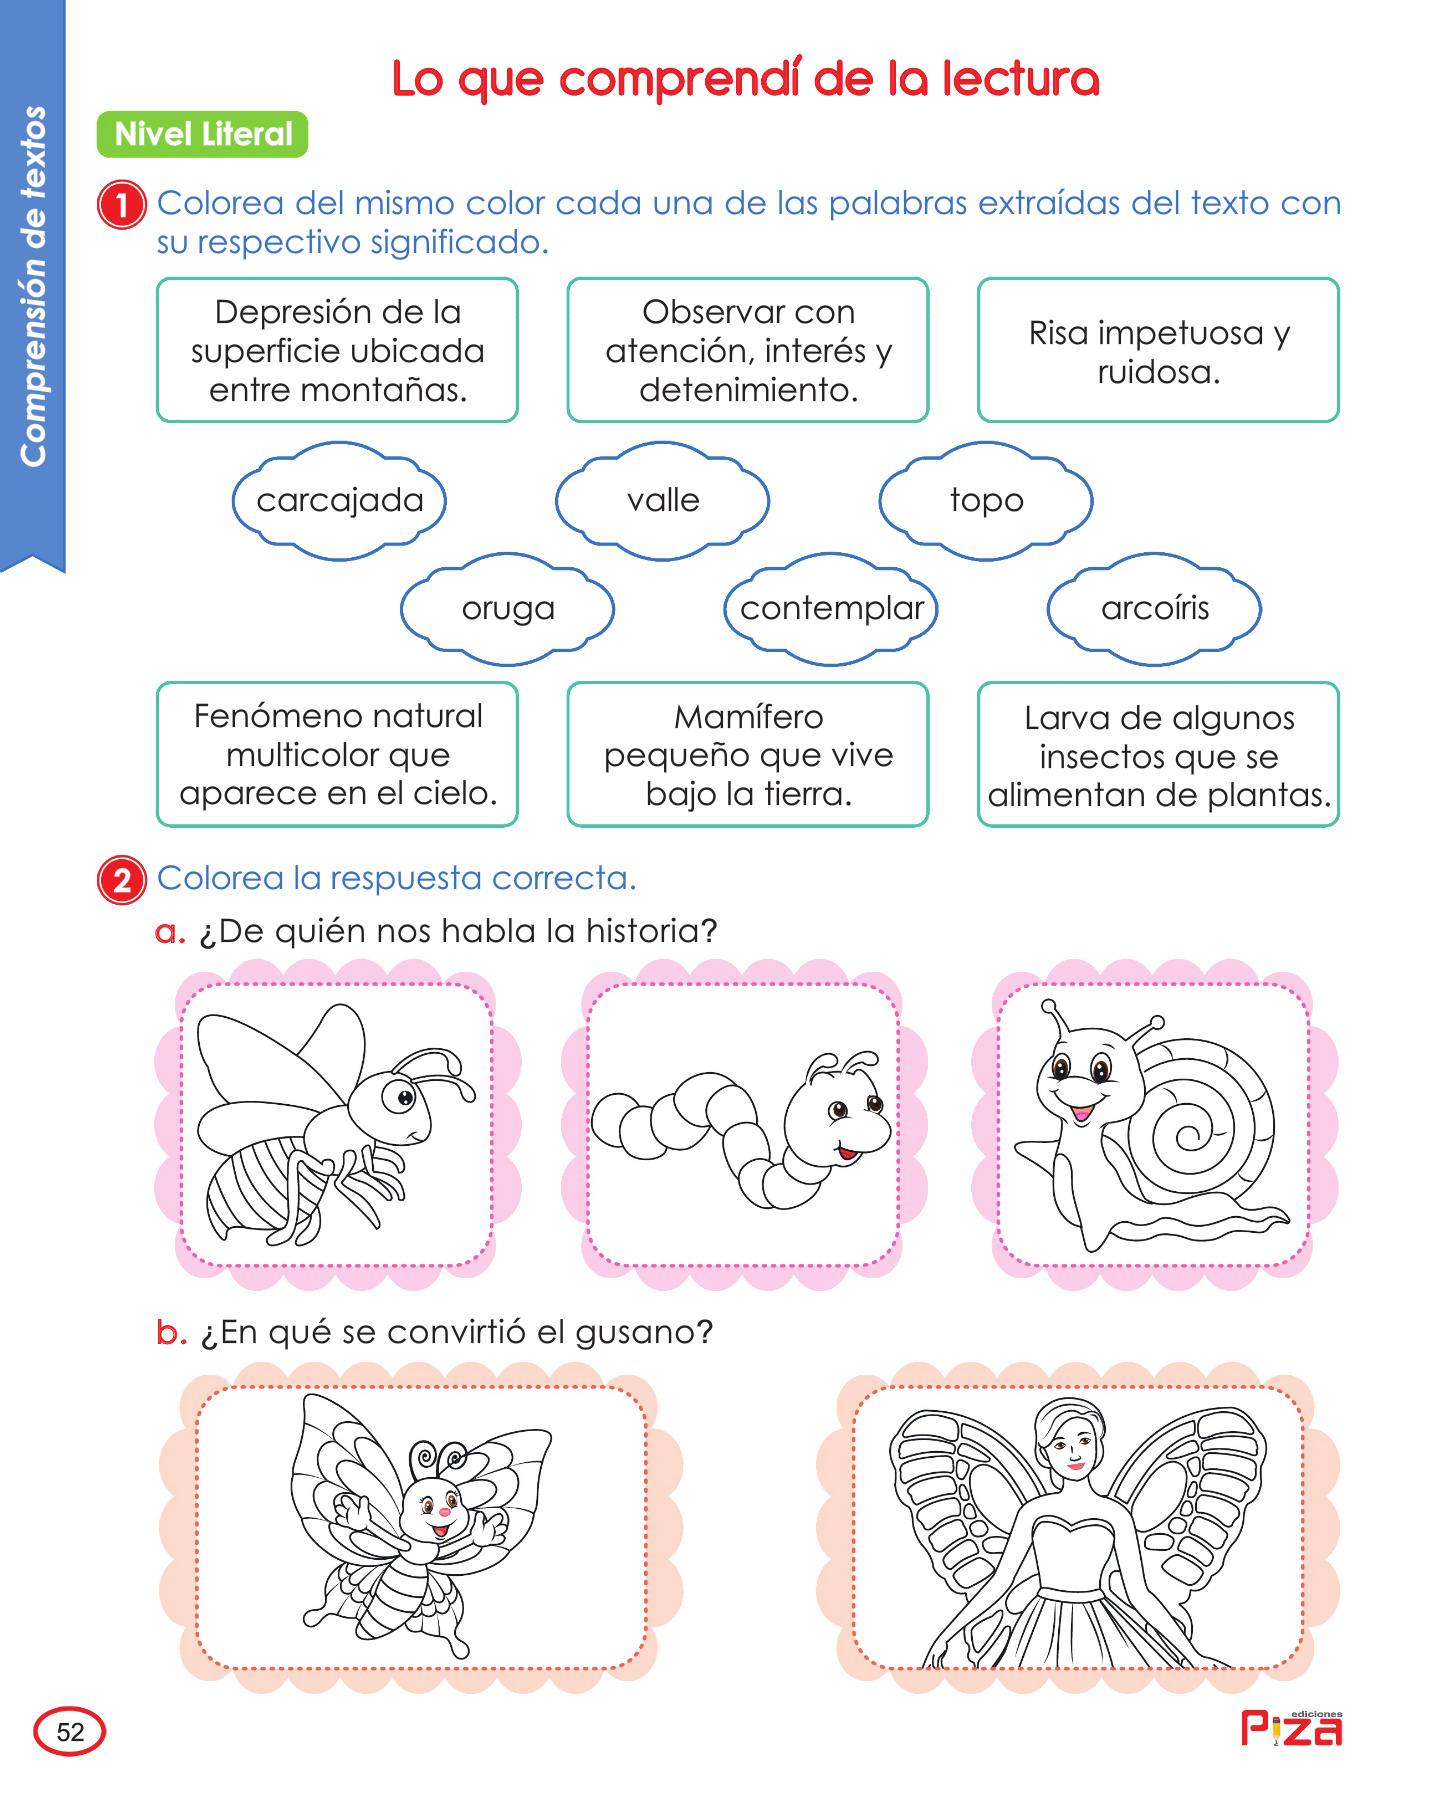 Comprensión de textos
Lo que comprendí de la lectura
Nivel Literal
1 Colorea del mismo color cada una de las palabras extraídas del texto con
su respectivo significado.
Depresión de la
superficie ubicada
entre montañas.
Observar con
atención, interés y
detenimiento.
Risa impetuosa y
ruidosa.
carcajada
valle
topo
oruga
contemplar
arcoíris
Fenómeno natural
multicolor que
aparece en el cielo.
Mamífero
pequeño que vive
bajo la tierra.
Larva de algunos
insectos que se
alimentan de plantas.
2 Colorea la respuesta correcta.
a. ¿De quién nos habla la historia?
b. ¿En qué se convirtió el gusano?
52
ediciones
Piza